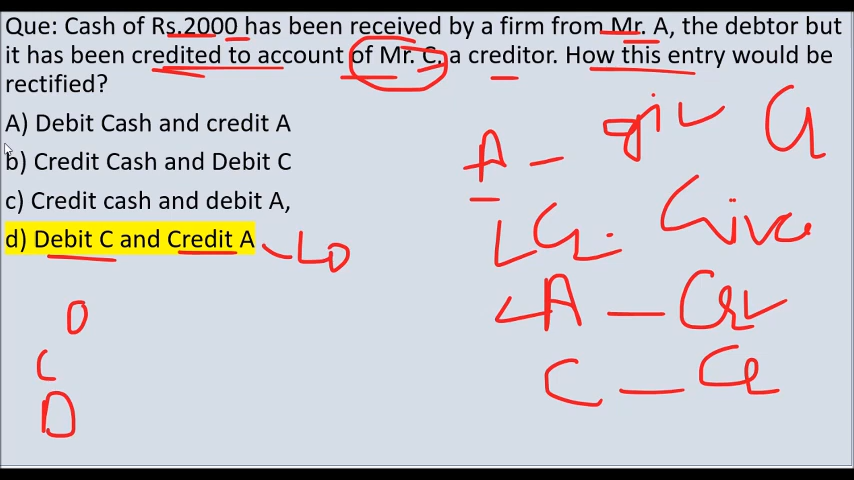 Que: Cash of Rs.2000 has been received by a firm from Mr. A, the debtor but
it has been credited to account of Mr. C, a creditor. How this entry would be
rectified?
A) Debit Cash and credit A
b) Credit Cash and Debit C
c) Credit cash and debit A,
d) Debit C and Credit A
A –
A — Cr
C — Cr
D
C
D